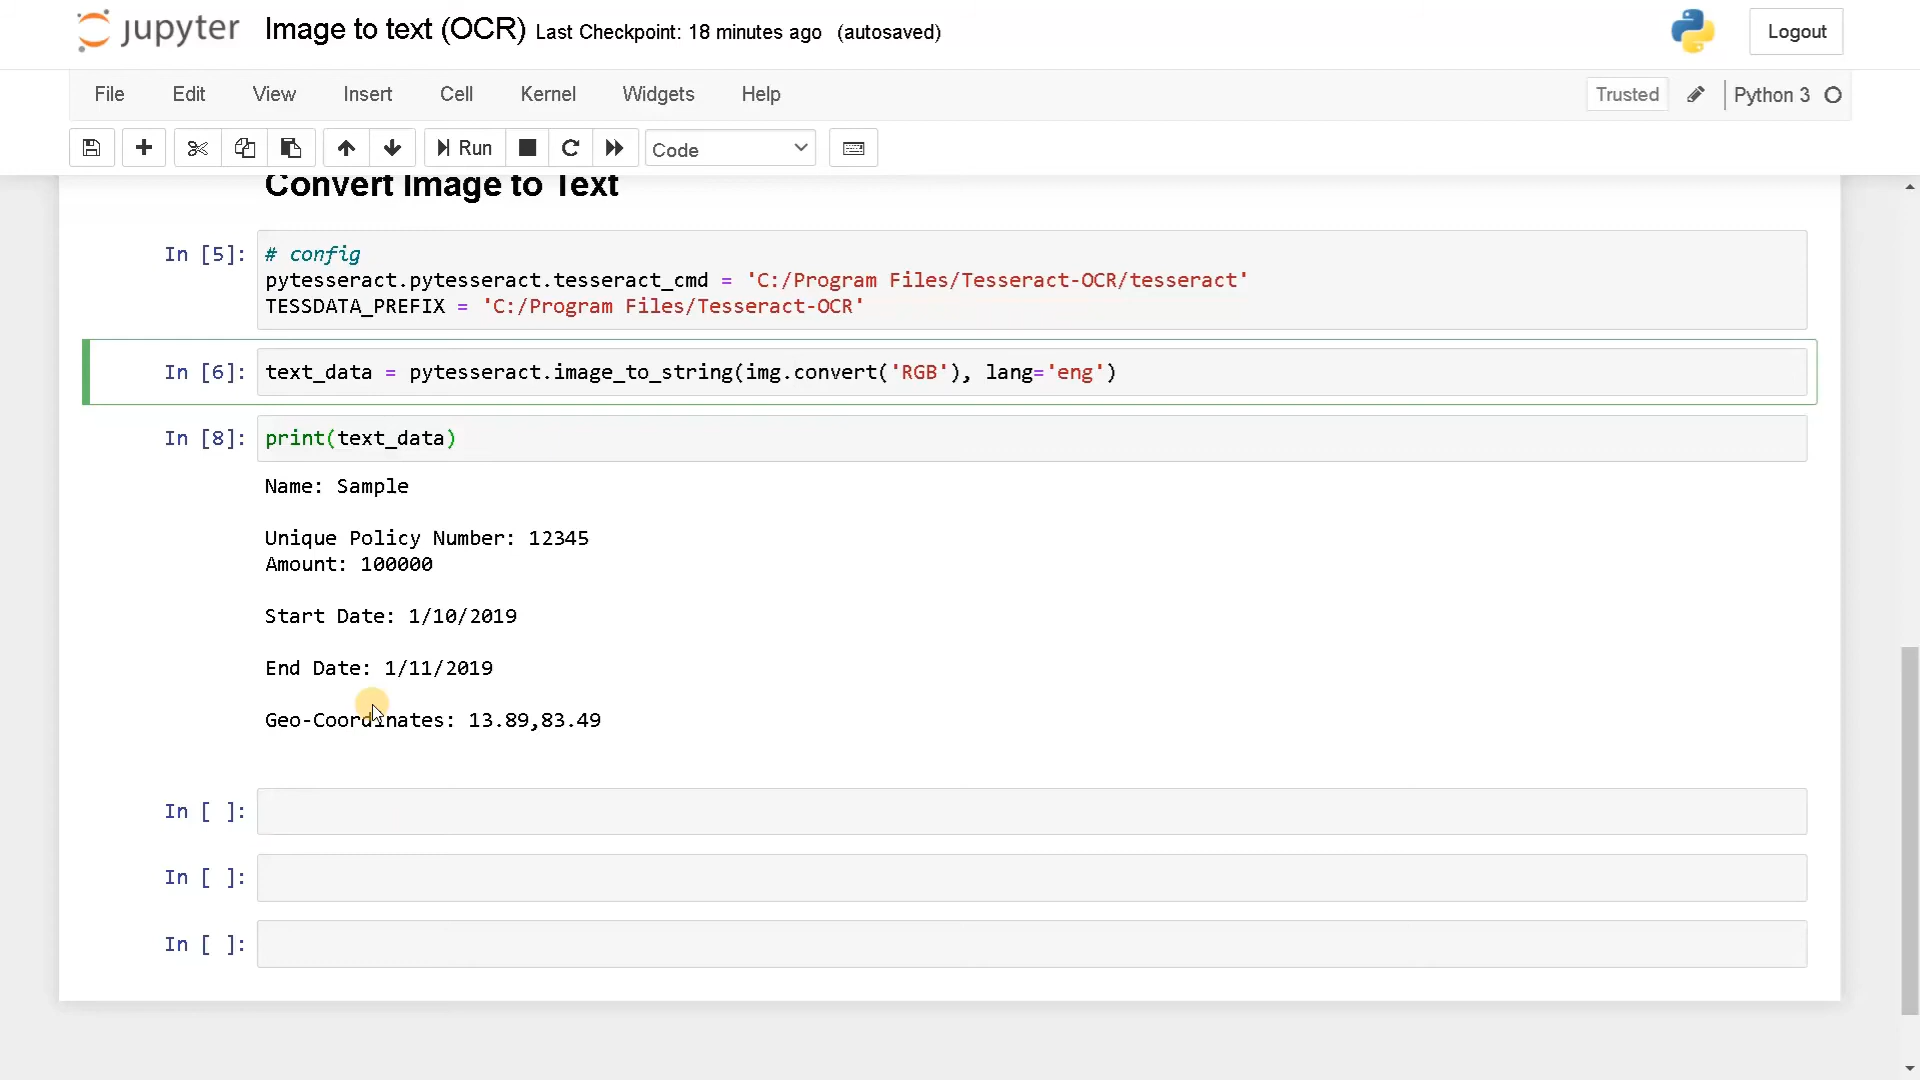 jupyter Image to text (OCR) Last Checkpoint: 18 minutes ago (autosaved) Logout
File Edit View Insert Cell Kernel Widgets Help Trusted Python 3
Run Code
Convert Image to Text
In [5]: # config
pytesseract.pytesseract.tesseract_cmd = 'C:/Program Files/Tesseract-OCR/tesseract'
TESSDATA_PREFIX = 'C:/Program Files/Tesseract-OCR'
In [6]: text_data = pytesseract.image_to_string(img.convert('RGB'), lang='eng')
In [8]: print(text_data)
Name: Sample
Unique Policy Number: 12345
Amount: 100000
Start Date: 1/10/2019
End Date: 1/11/2019
Geo-Coordinates: 13.89,83.49
In [ ]:
In [ ]:
In [ ]: